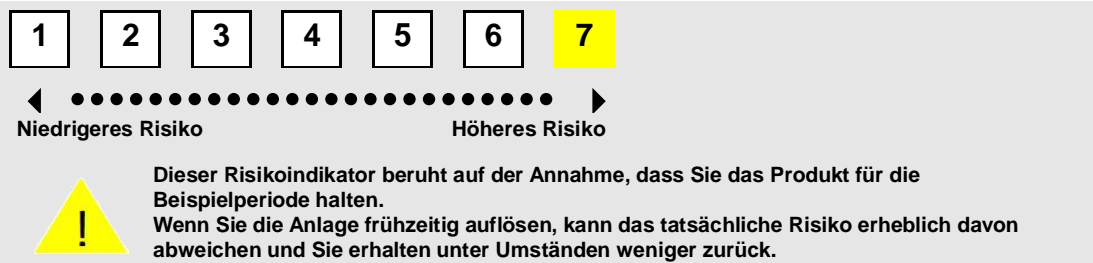 1 2 3 4 5 6 7
Niedrigeres Risiko Höheres Risiko
Dieser Risikoindikator beruht auf der Annahme, dass Sie das Produkt für die
Beispielperiode halten.
Wenn Sie die Anlage frühzeitig auflösen, kann das tatsächliche Risiko erheblich davon
abweichen und Sie erhalten unter Umständen weniger zurück.
!